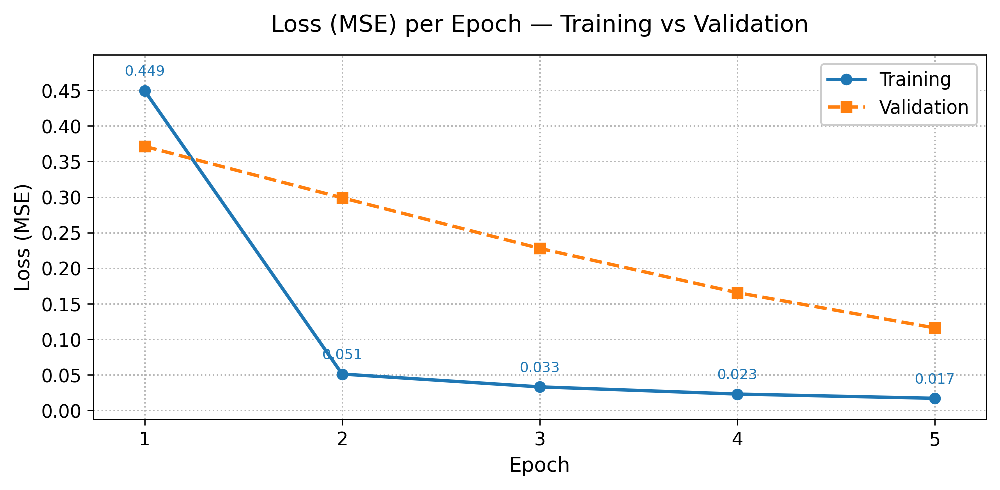 Loss (MSE) per Epoch — Training vs Validation
0.449
0.051
0.033
0.023
0.017
Training
Validation
Loss (MSE)
0.45
0.40
0.35
0.30
0.25
0.20
0.15
0.10
0.05
0.00
1 2 3 4 5
Epoch